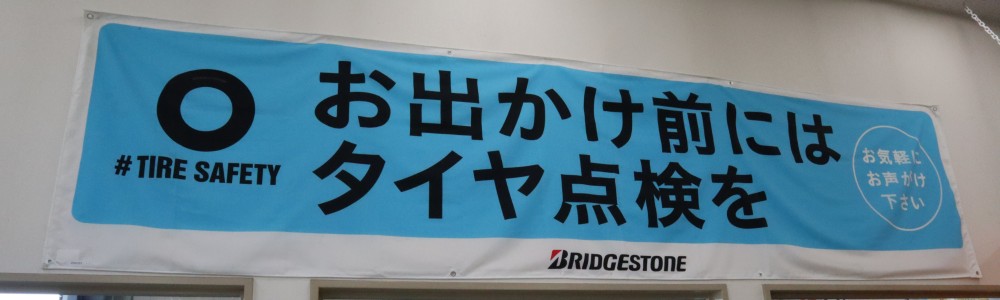 # TIRE SAFETY
お出かけ前には
タイヤ点検を
お気軽に
お声がけ
下さい
BRIDGESTONE